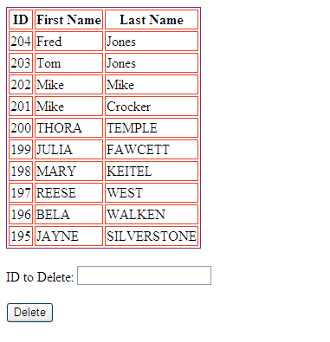 ID First Name Last Name
204 Fred Jones
203 Tom Jones
202 Mike Mike
201 Mike Crocker
200 THORA TEMPLE
199 JULIA FAWCETT
198 MARY KEITEL
197 REESE WEST
196 BELA WALKEN
195 JAYNE SILVERSTONE
ID to Delete:
Delete